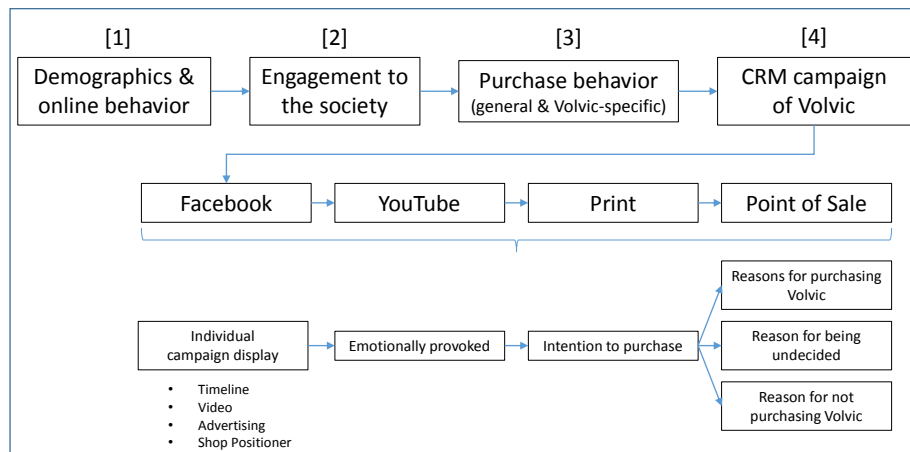 [1]
[2]
[3]
[4]
Demographics &
online behavior
Engagement to
the society
Purchase behavior
(general & Volvic-specific)
CRM campaign
of Volvic
Facebook
YouTube
Print
Point of Sale
Individual
campaign display
• Timeline
• Video
• Advertising
• Shop Positioner
Emotionally provoked
Intention to purchase
Reasons for purchasing
Volvic
Reason for being
undecided
Reason for not
purchasing Volvic